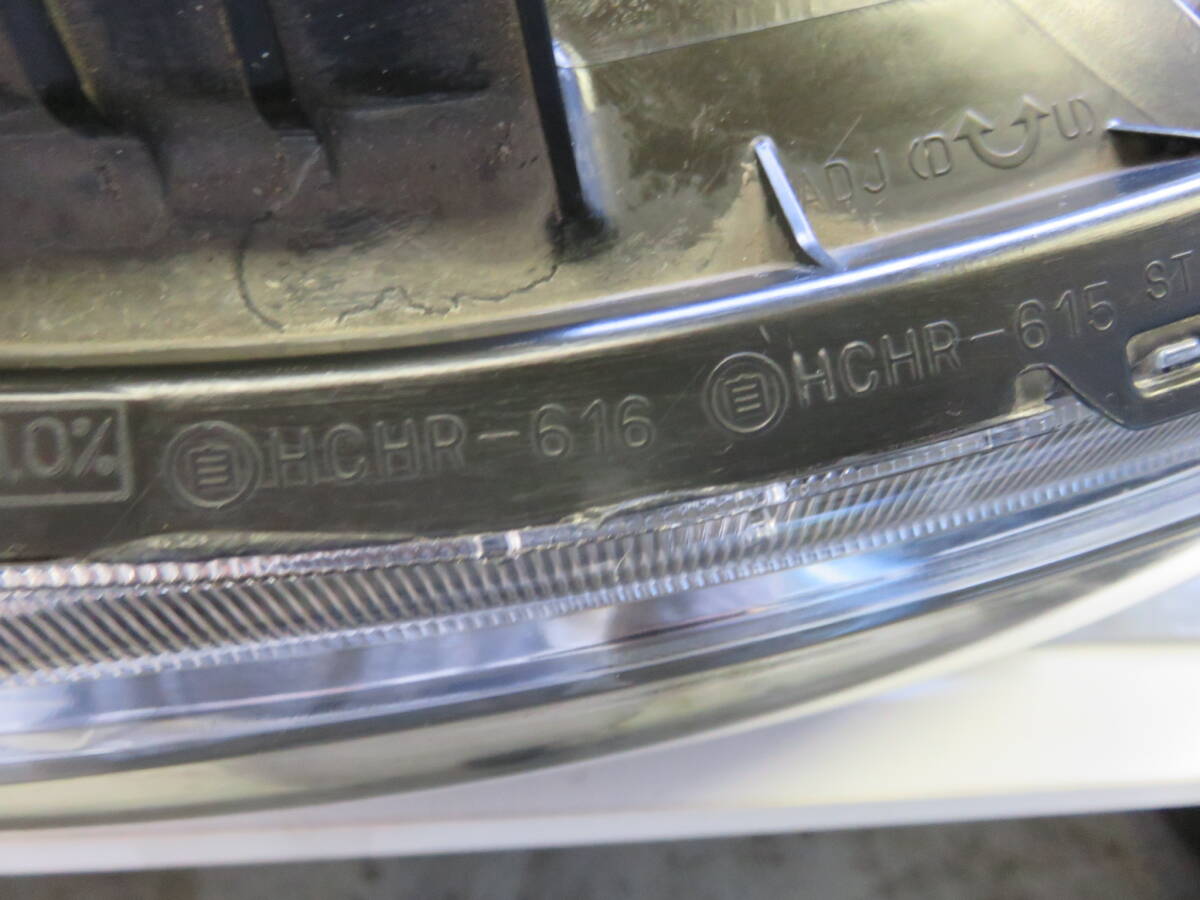 ADJ D S
1.0%
HCHR-616
HCHR-615 ST